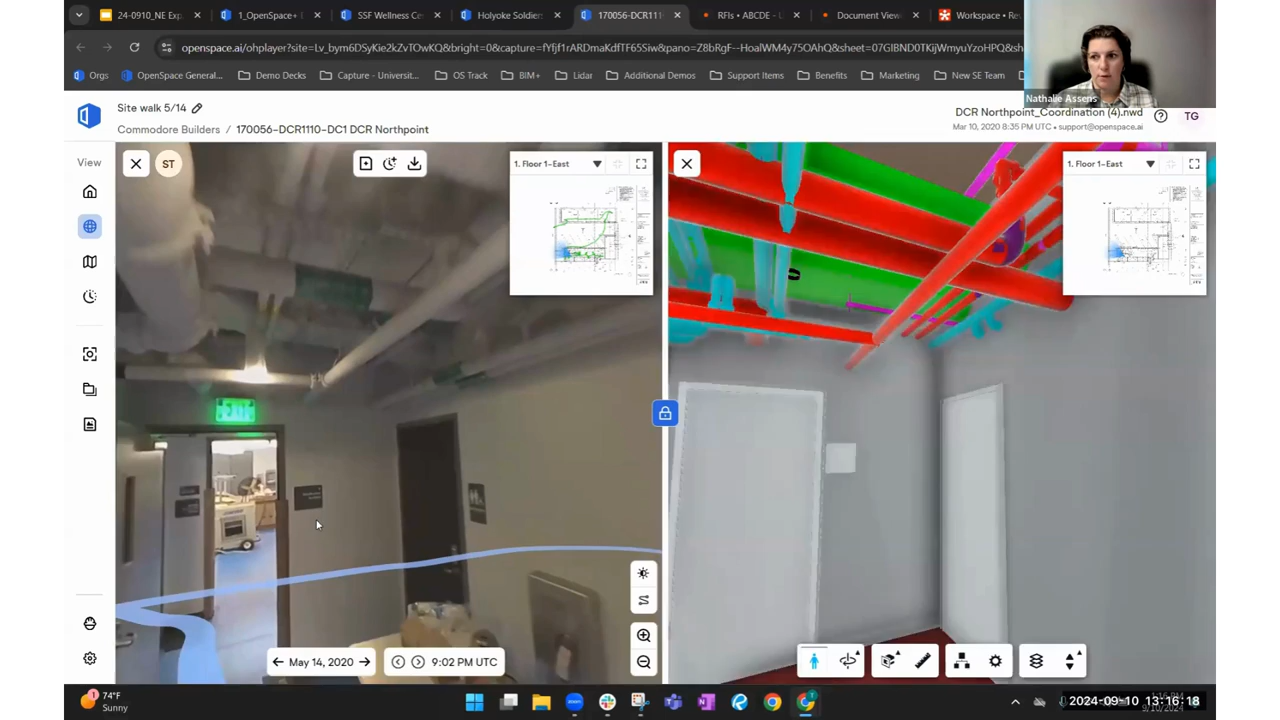 24-0910_NE Exp
1_OpenSpace+
SSF Wellness Ce
Holyoke Soldier
170056-DCR111
RFIs • ABCDE - U
Document View
Workspace • Re
openspace.ai/ohplayer?site=Lv_bym6DSyKie2kZvTOwKQ&bright=0&capture=fYfjf1rARDmaKdfTF65Siw&pano=Z8bRgF--HoalWM4y75OAhQ&sheet=07GIBND0TKijWmyuYzoHPQ&sh
Orgs
OpenSpace General...
Demo Decks
Capture - Universit...
OS Track
BIM+
Lidar
Additional Demos
Support Items
Benefits
Marketing
New SE Team
Nathalie Assens
Site walk 5/14
Commodore Builders / 170056-DCR1110-DC1 DCR Northpoint
DCR Northpoint_Coordination (4).nwd
Mar 10, 2020 8:35 PM UTC • support@openspace.ai
TG
View
ST
1. Floor 1-East
1. Floor 1-East
EXIT
May 14, 2020
9:02 PM UTC
1
74°F
Sunny
2024-09-10 13:16:18